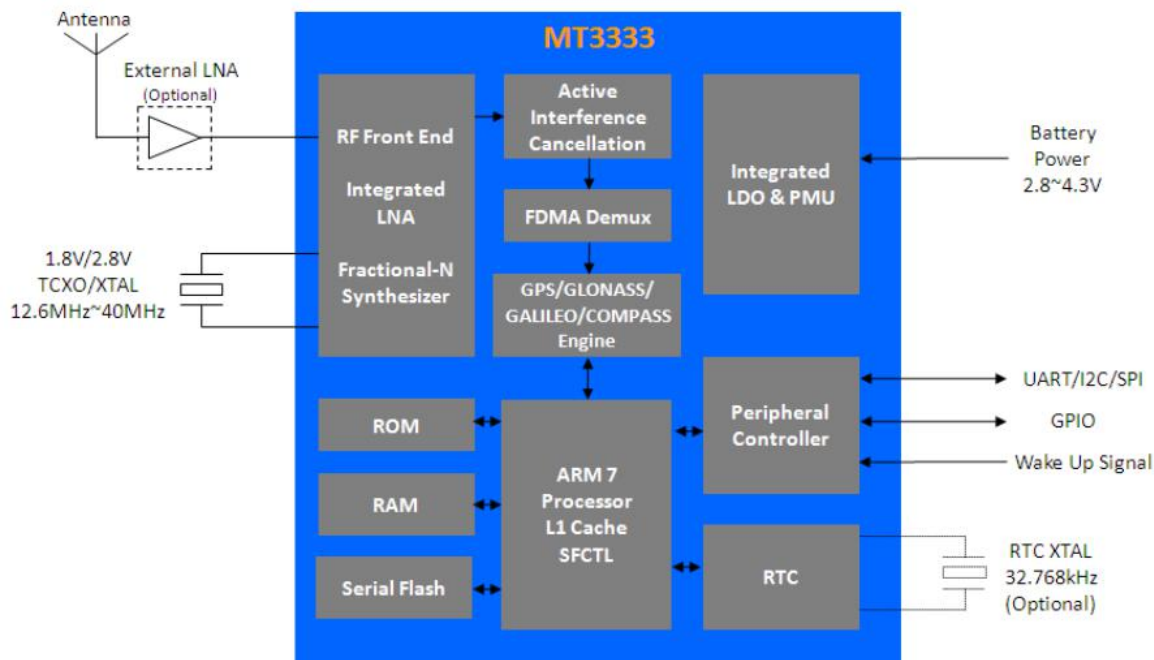 Antenna
External LNA
(Optional)
1.8V/2.8V
TCXO/XTAL
12.6MHz~40MHz
MT3333
RF Front End
Integrated
LNA
Fractional-N
Synthesizer
Active
Interference
Cancellation
FDMA Demux
GPS/GLONASS/
GALILEO/COMPASS
Engine
Integrated
LDO & PMU
Battery
Power
2.8~4.3V
ROM
RAM
Serial Flash
ARM 7
Processor
L1 Cache
SFCTL
Peripheral
Controller
UART/I2C/SPI
GPIO
Wake Up Signal
RTC
RTC XTAL
32.768kHz
(Optional)